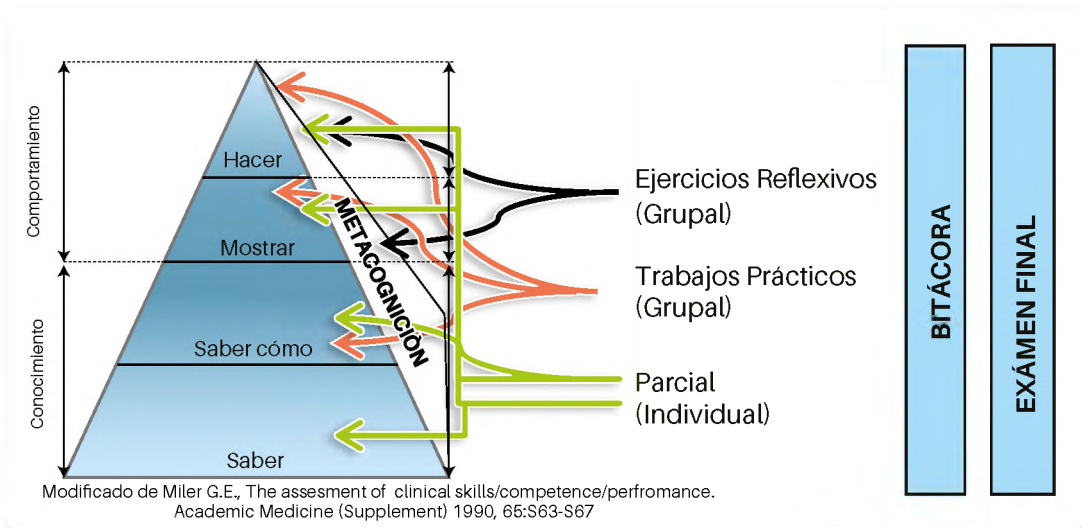 Comportamiento
Conocimiento
Hacer
Mostrar
Saber cómo
Saber
METACOGNICIÒN
Ejercicios Reflexivos
(Grupal)
Trabajos Prácticos
(Grupal)
Parcial
(Individual)
BITÁCORA
EXÁMEN FINAL
Modificado de Miler G.E., The assesment of clinical skills/competence/perfromance.
Academic Medicine (Supplement) 1990, 65:S63-S67